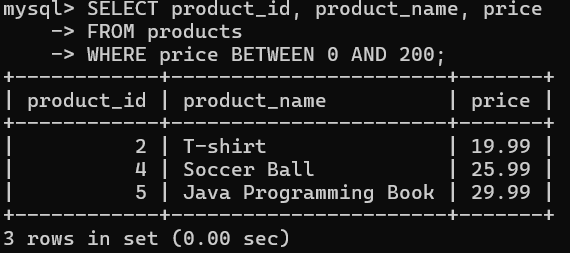 mysql> SELECT product_id, product_name, price
    -> FROM products
    -> WHERE price BETWEEN 0 AND 200;
+------------+-----------------------+-------+
| product_id | product_name          | price |
+------------+-----------------------+-------+
|          2 | T-shirt               | 19.99 |
|          4 | Soccer Ball           | 25.99 |
|          5 | Java Programming Book | 29.99 |
+------------+-----------------------+-------+
3 rows in set (0.00 sec)